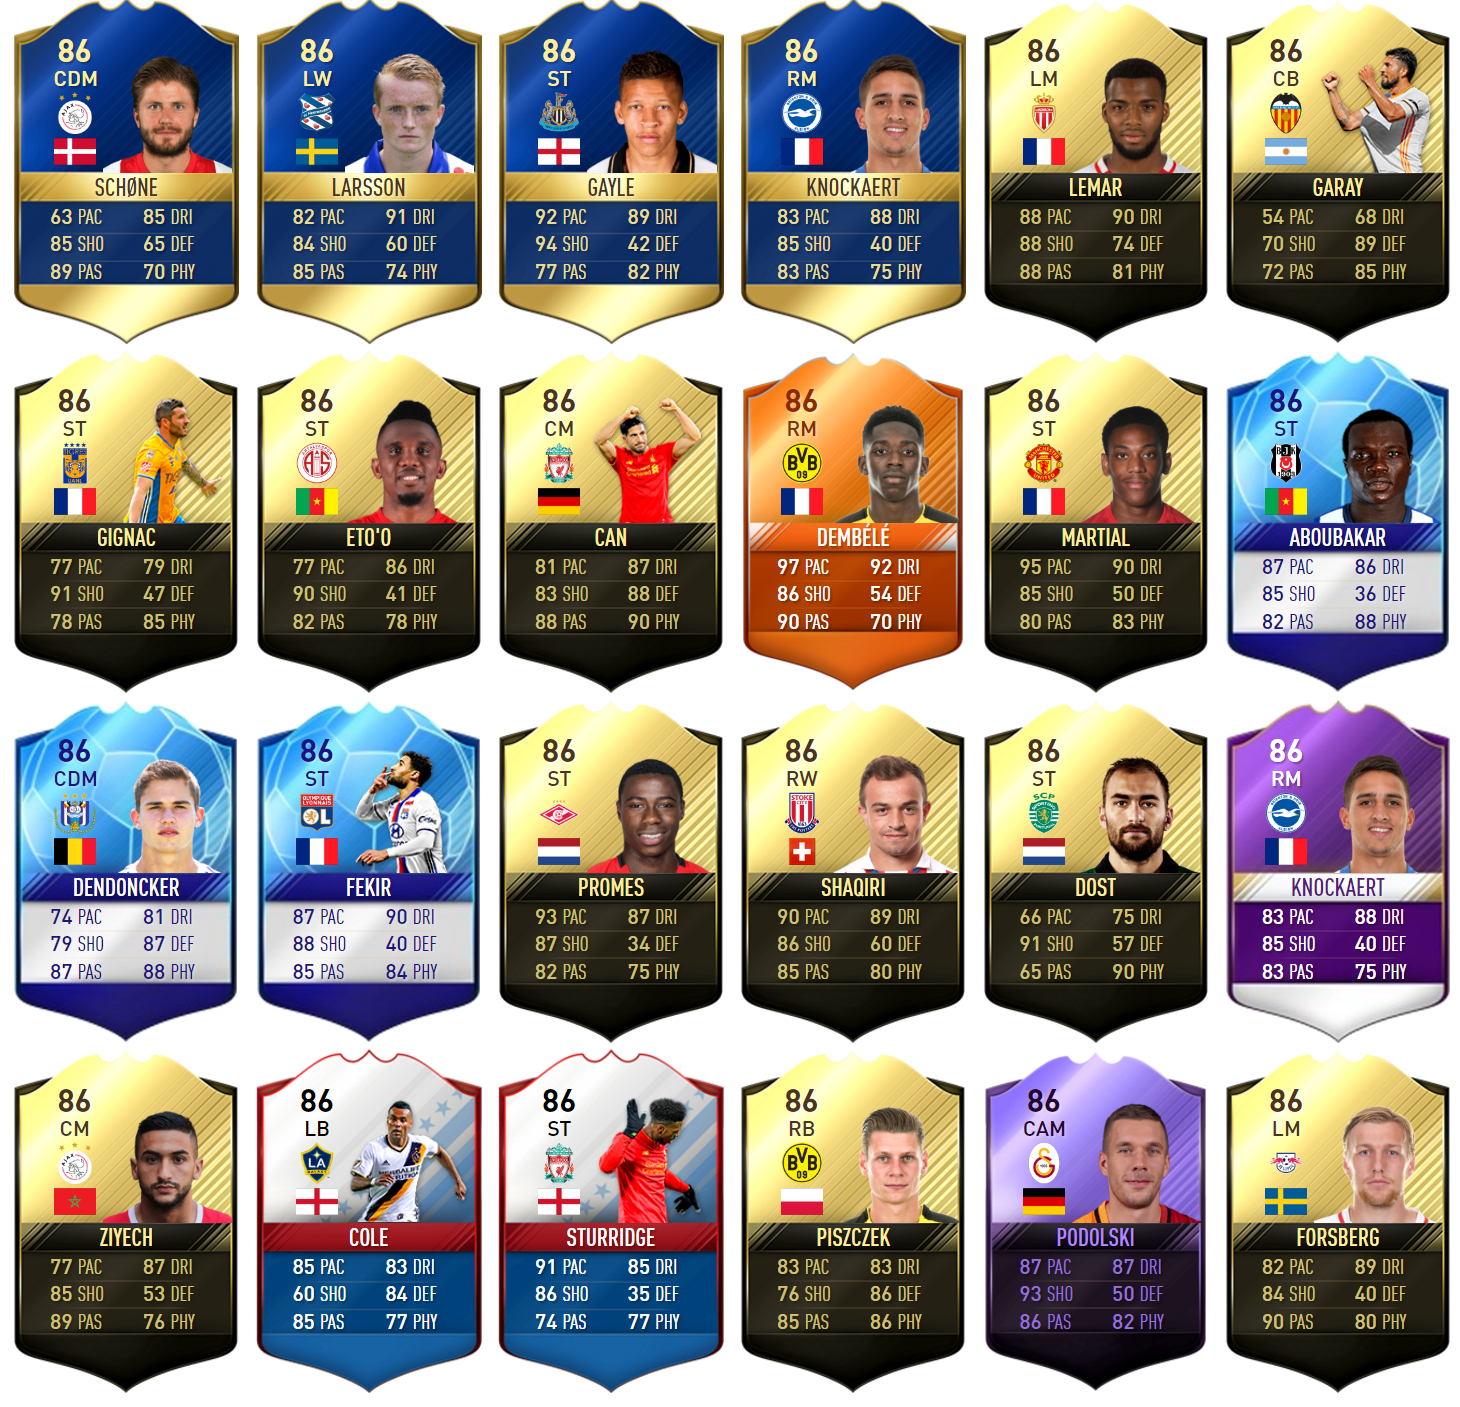 86 86 86 86 86 86
CDM LW ST RM LM CB
SCHØNE LARSSON GAYLE KNOCKAERT LEMAR GARAY
63 PAC 85 DRI 82 PAC 91 DRI 92 PAC 89 DRI 83 PAC 88 DRI 88 PAC 90 DRI 54 PAC 68 DRI
85 SHO 65 DEF 84 SHO 60 DEF 94 SHO 42 DEF 85 SHO 40 DEF 88 SHO 74 DEF 70 SHO 89 DEF
89 PAS 70 PHY 85 PAS 74 PHY 77 PAS 82 PHY 83 PAS 75 PHY 88 PAS 81 PHY 72 PAS 85 PHY
86 86 86 86 86 86
ST ST CM RM ST ST
GIGNAC ETO'O CAN DEMBÉLÉ MARTIAL ABOUBAKAR
77 PAC 79 DRI 77 PAC 86 DRI 81 PAC 87 DRI 97 PAC 92 DRI 95 PAC 90 DRI 87 PAC 86 DRI
91 SHO 47 DEF 90 SHO 41 DEF 83 SHO 88 DEF 86 SHO 54 DEF 85 SHO 50 DEF 85 SHO 36 DEF
78 PAS 85 PHY 82 PAS 78 PHY 88 PAS 90 PHY 90 PAS 70 PHY 80 PAS 83 PHY 82 PAS 88 PHY
86 86 86 86 86 86
CDM ST ST RW ST RM
DENDONCKER FEKIR PROMES SHAQIRI DOST KNOCKAERT
74 PAC 81 DRI 87 PAC 90 DRI 93 PAC 87 DRI 90 PAC 89 DRI 66 PAC 75 DRI 83 PAC 88 DRI
79 SHO 87 DEF 88 SHO 40 DEF 87 SHO 34 DEF 86 SHO 60 DEF 91 SHO 57 DEF 85 SHO 40 DEF
87 PAS 88 PHY 85 PAS 84 PHY 82 PAS 75 PHY 85 PAS 80 PHY 65 PAS 90 PHY 83 PAS 75 PHY
86 86 86 86 86 86
CM LB ST RB CAM LM
ZIYECH COLE STURRIDGE PISZCZEK PODOLSKI FORSBERG
77 PAC 87 DRI 85 PAC 83 DRI 91 PAC 85 DRI 83 PAC 83 DRI 87 PAC 87 DRI 82 PAC 89 DRI
85 SHO 53 DEF 60 SHO 84 DEF 86 SHO 35 DEF 76 SHO 86 DEF 93 SHO 50 DEF 84 SHO 40 DEF
89 PAS 76 PHY 85 PAS 77 PHY 74 PAS 77 PHY 85 PAS 86 PHY 86 PAS 82 PHY 90 PAS 80 PHY